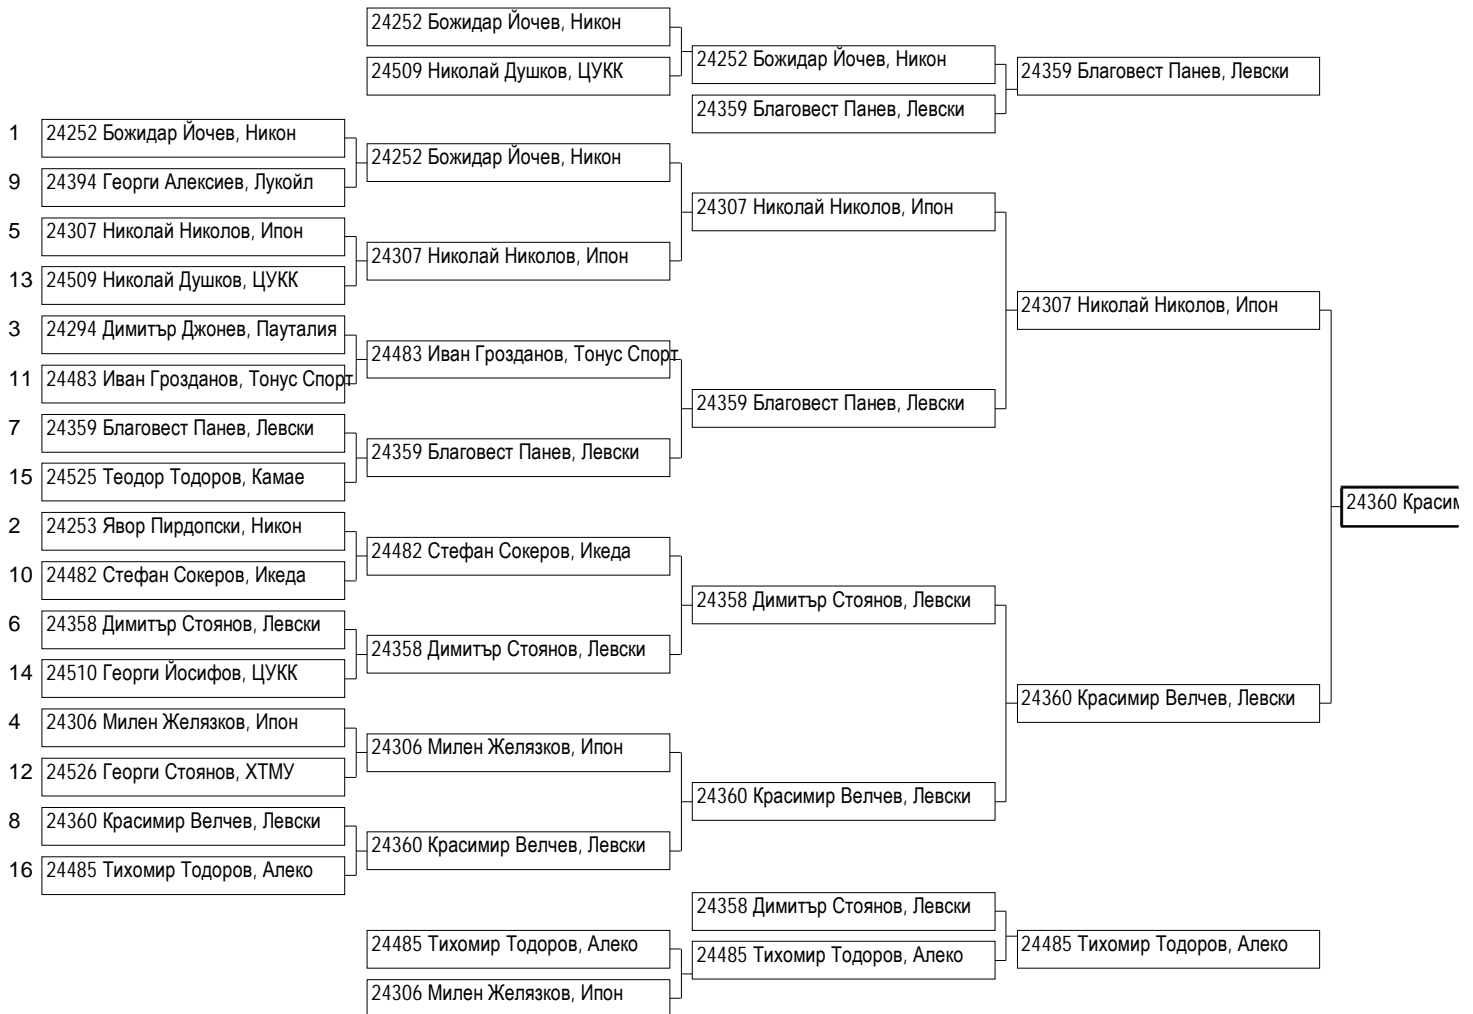 24252 Божидар Йочев, Никон
24509 Николай Душков, ЦУКК
24252 Божидар Йочев, Никон
24359 Благовест Панев, Левски
24359 Благовест Панев, Левски
1 24252 Божидар Йочев, Никон
9 24394 Георги Алексиев, Лукойл
5 24307 Николай Николов, Ипон
13 24509 Николай Душков, ЦУКК
3 24294 Димитър Джонев, Пауталия
11 24483 Иван Грозданов, Тонус Спорт
7 24359 Благовест Панев, Левски
15 24525 Теодор Тодоров, Камае
2 24253 Явор Пирдопски, Никон
10 24482 Стефан Сокеров, Икеда
6 24358 Димитър Стоянов, Левски
14 24510 Георги Йосифов, ЦУКК
4 24306 Милен Желязков, Ипон
12 24526 Георги Стоянов, ХТМУ
8 24360 Красимир Велчев, Левски
16 24485 Тихомир Тодоров, Алеко
24252 Божидар Йочев, Никон
24307 Николай Николов, Ипон
24483 Иван Грозданов, Тонус Спорт
24359 Благовест Панев, Левски
24482 Стефан Сокеров, Икеда
24358 Димитър Стоянов, Левски
24306 Милен Желязков, Ипон
24360 Красимир Велчев, Левски
24307 Николай Николов, Ипон
24359 Благовест Панев, Левски
24358 Димитър Стоянов, Левски
24360 Красимир Велчев, Левски
24307 Николай Николов, Ипон
24360 Красимир Велчев, Левски
24360
24485 Тихомир Тодоров, Алеко
24306 Милен Желязков, Ипон
24358 Димитър Стоянов, Левски
24485 Тихомир Тодоров, Алеко
24485 Тихомир Тодоров, Алеко